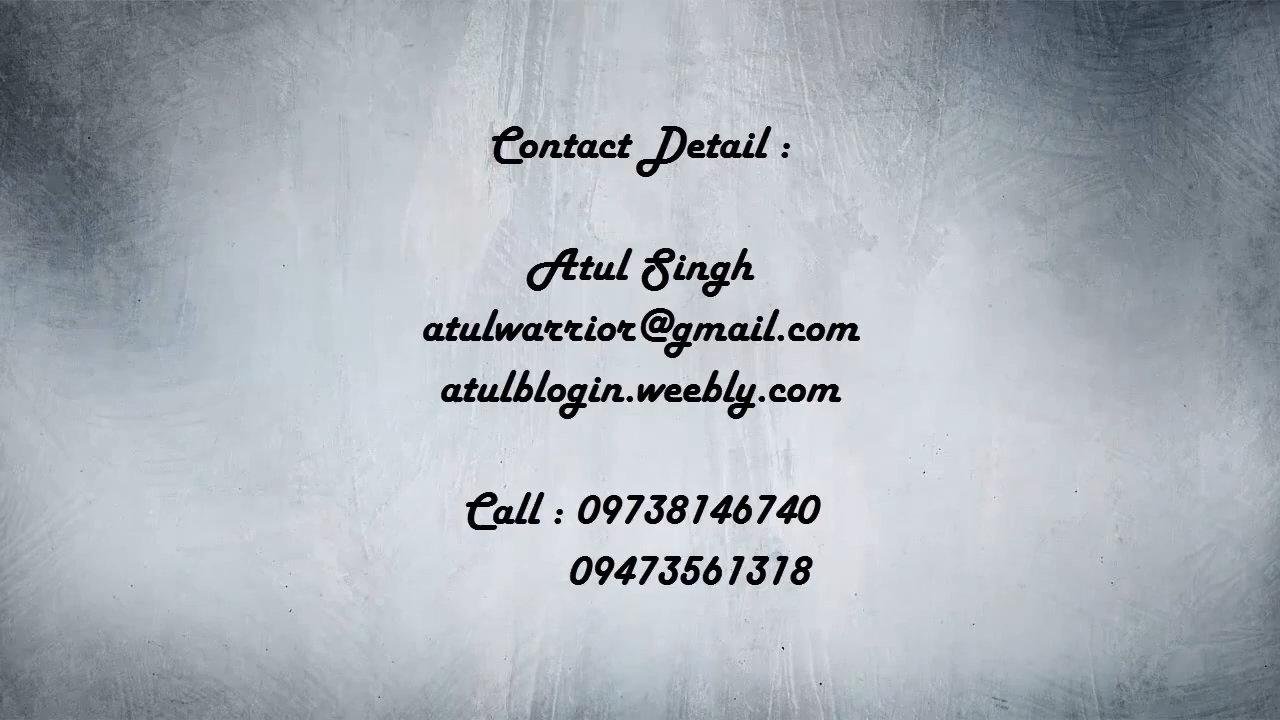 Contact Detail :
Atul Singh
atulwarrior@gmail.com
atulblogin.weebly.com
Call : 09738146740
09473561318